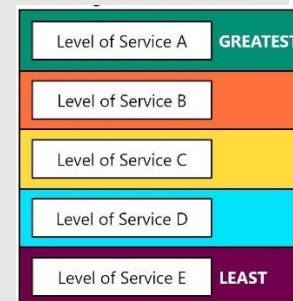 Level of Service A GREATEST
Level of Service B
Level of Service C
Level of Service D
Level of Service E LEAST